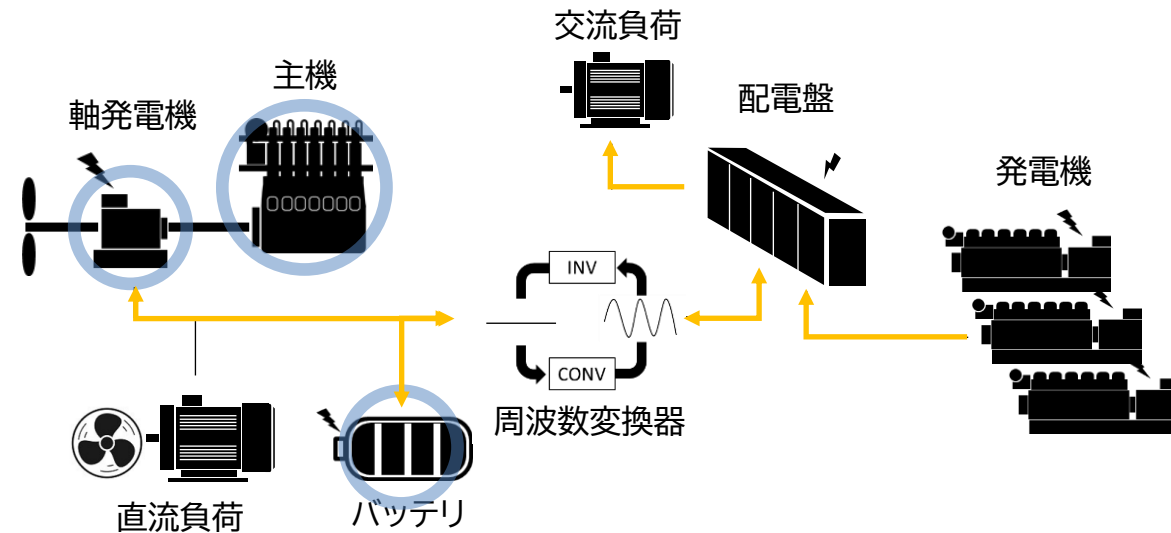 交流負荷
主機
配電盤
軸発電機
発電機
INV
CONV
周波数変換器
直流負荷
バッテリ